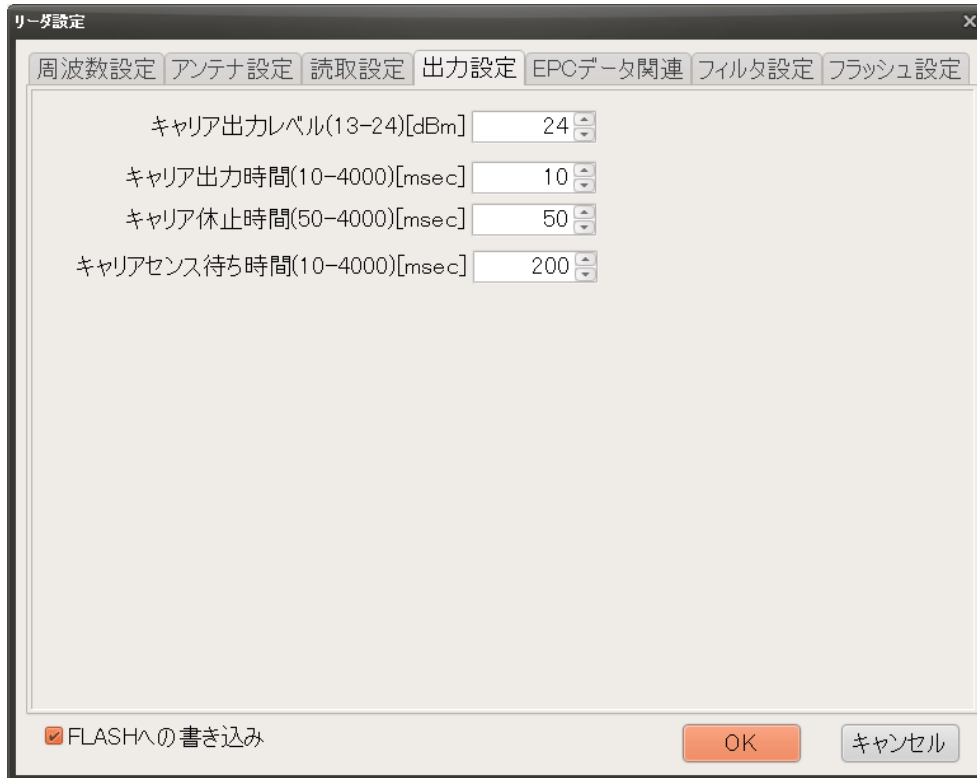 リーダ設定
周波数設定 アンテナ設定 読取設定 出力設定 EPCデータ関連 フィルタ設定 フラッシュ設定
キャリア出力レベル(13-24)[dBm] 24
キャリア出力時間(10-4000)[msec] 10
キャリア休止時間(50-4000)[msec] 50
キャリアセンス待ち時間(10-4000)[msec] 200
FLASHへの書き込み OK キャンセル